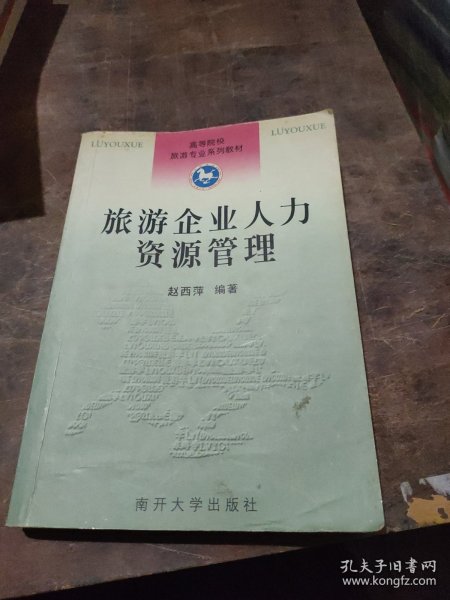 LUYOUXUE
LUYOUXUE
高等院校
旅游专业系列教材
旅游企业人力
资源管理
赵西萍 编著
南开大学出版社
孔夫子旧书网
www.kongfz.com